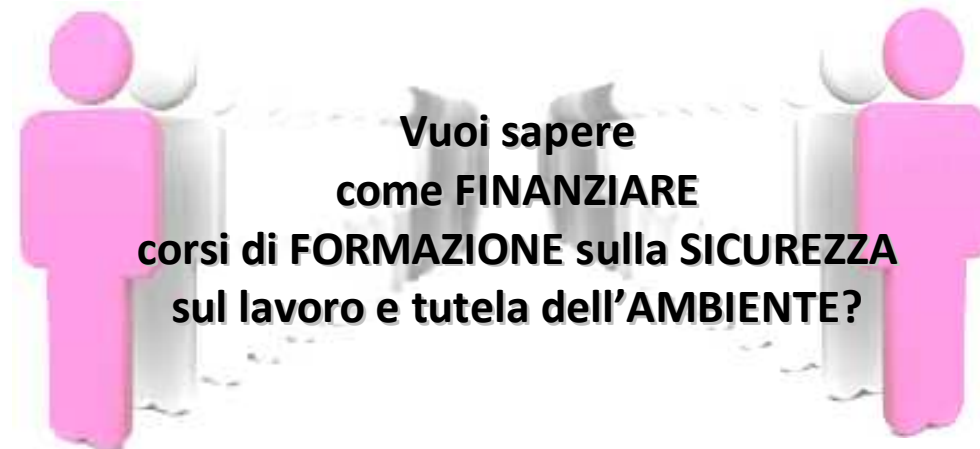 Vuoi sapere
come FINANZIARE
corsi di FORMAZIONE sulla SICUREZZA
sul lavoro e tutela dell’AMBIENTE?